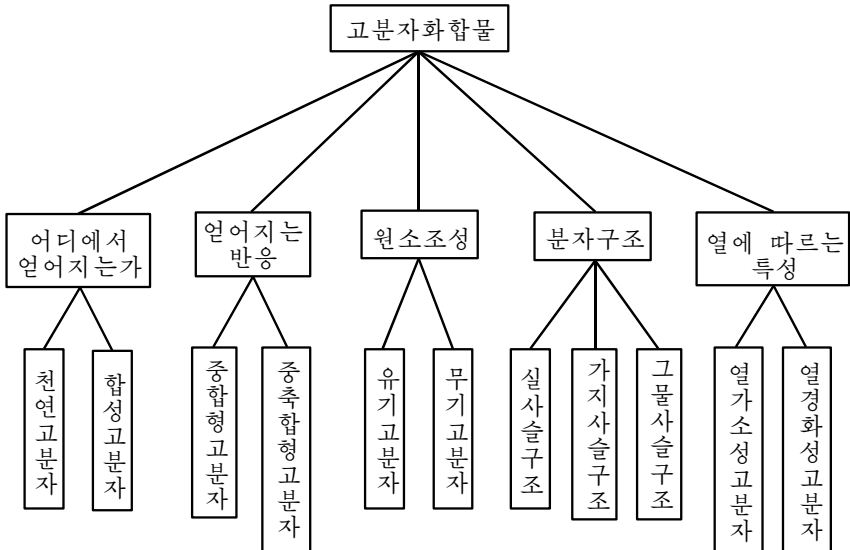 고분자화합물
어디에서
얻어지는가
얻어지는
반응
원소조성
분자구조
열에 따르는
특성
천연고분자
합성고분자
중합형고분자
중축합형고분자
유기고분자
무기고분자
실사슬구조
가지사슬구조
그물사슬구조
열가소성고분자
열경화성고분자